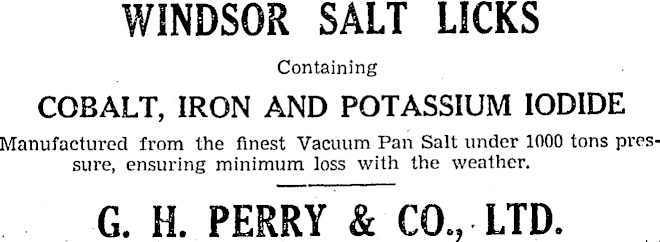 WINDSOR SALT LICKS
Containing
COBALT, IRON AND POTASSIUM IODIDE
Manufactured from the finest Vacuum Pan Salt under 1000 tons pres-
sure, ensuring minimum loss with the weather.
G. H. PERRY & CO., LTD.